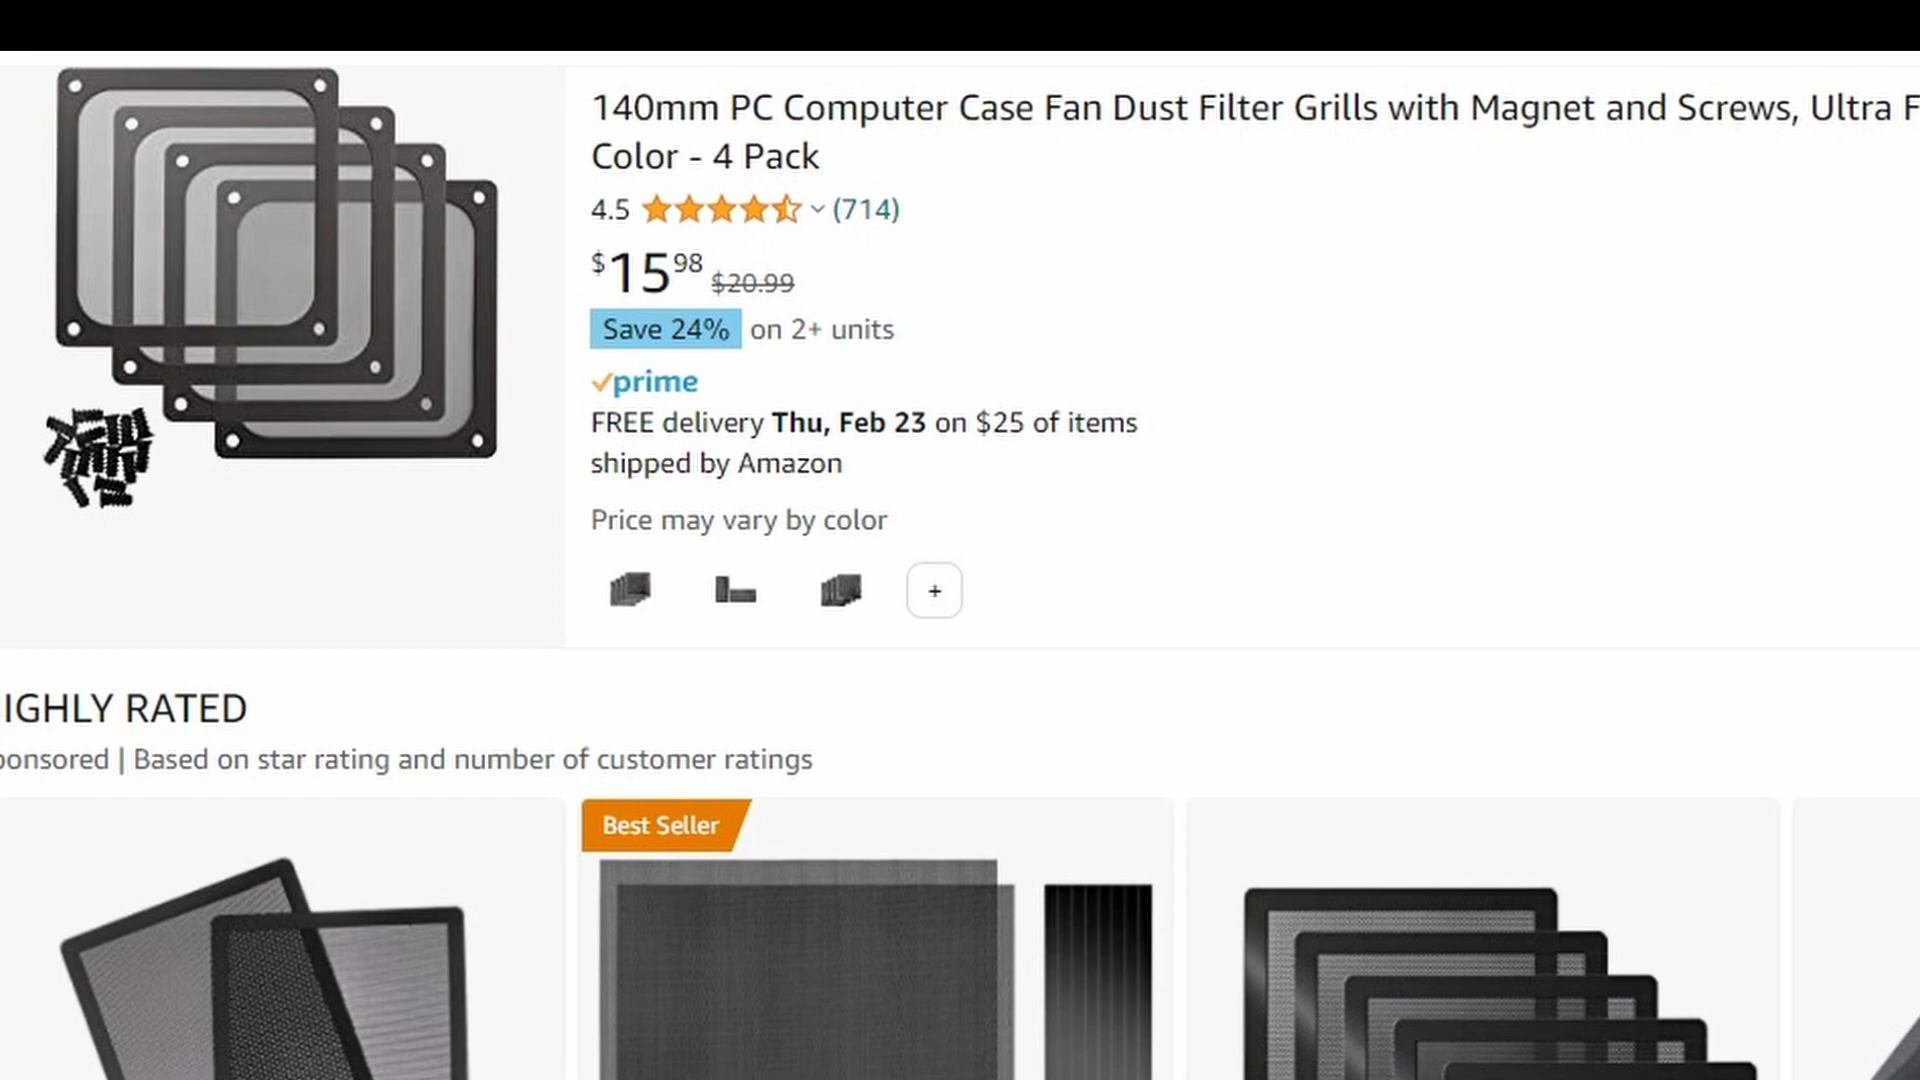 140mm PC Computer Case Fan Dust Filter Grills with Magnet and Screws, Ultra F
Color - 4 Pack
4.5 (714)
$1598 $20.99
Save 24% on 2+ units
prime
FREE delivery Thu, Feb 23 on $25 of items
shipped by Amazon
Price may vary by color
+
IGHLY RATED
ponsored | Based on star rating and number of customer ratings
Best Seller